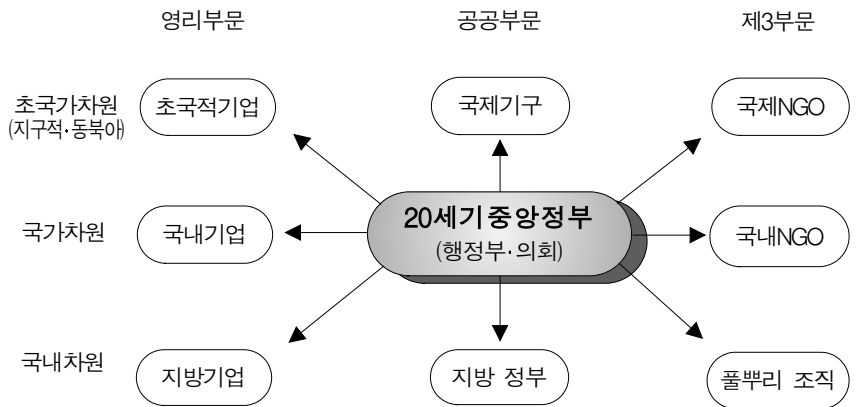 영리부문 공공부문 제3부문
초국가차원 초국적기업 국제기구 국제NGO
(지구적·동북아)
20세기중앙정부
국가차원 국내기업 (행정부·의회) 국내NGO
국내차원 지방기업 지방 정부 풀뿌리 조직